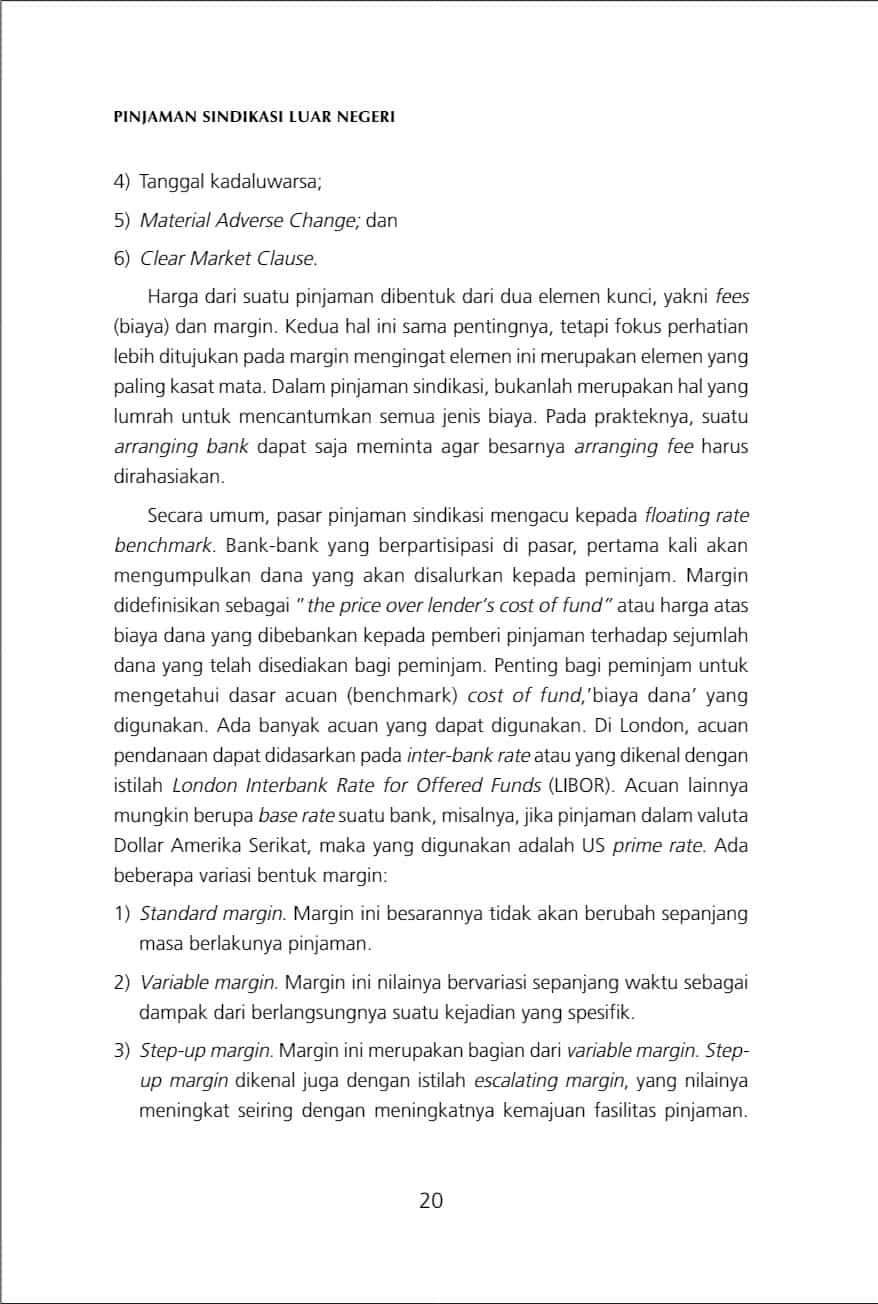 PINJAMAN SINDIKASI LUAR NEGERI
4) Tanggal kadaluwarsa;
5) Material Adverse Change; dan
6) Clear Market Clause.
Harga dari suatu pinjaman dibentuk dari dua elemen kunci, yakni fees
(biaya) dan margin. Kedua hal ini sama pentingnya, tetapi fokus perhatian
lebih ditujukan pada margin mengingat elemen ini merupakan elemen yang
paling kasat mata. Dalam pinjaman sindikasi, bukanlah merupakan hal yang
lumrah untuk mencantumkan semua jenis biaya. Pada prakteknya, suatu
arranging bank dapat saja meminta agar besarnya arranging fee harus
dirahasiakan.
Secara umum, pasar pinjaman sindikasi mengacu kepada floating rate
benchmark. Bank-bank yang berpartisipasi di pasar, pertama kali akan
mengumpulkan dana yang akan disalurkan kepada peminjam. Margin
didefinisikan sebagai "the price over lender's cost of fund" atau harga atas
biaya dana yang dibebankan kepada pemberi pinjaman terhadap sejumlah
dana yang telah disediakan bagi peminjam. Penting bagi peminjam untuk
mengetahui dasar acuan (benchmark) cost of fund,'biaya dana' yang
digunakan. Ada banyak acuan yang dapat digunakan. Di London, acuan
pendanaan dapat didasarkan pada inter-bank rate atau yang dikenal dengan
istilah London Interbank Rate for Offered Funds (LIBOR). Acuan lainnya
mungkin berupa base rate suatu bank, misalnya, jika pinjaman dalam valuta
Dollar Amerika Serikat, maka yang digunakan adalah US prime rate. Ada
beberapa variasi bentuk margin:
1) Standard margin. Margin ini besarannya tidak akan berubah sepanjang
masa berlakunya pinjaman.
2) Variable margin. Margin ini nilainya bervariasi sepanjang waktu sebagai
dampak dari berlangsungnya suatu kejadian yang spesifik.
3) Step-up margin. Margin ini merupakan bagian dari variable margin. Step-
up margin dikenal juga dengan istilah escalating margin, yang nilainya
meningkat seiring dengan meningkatnya kemajuan fasilitas pinjaman.
20